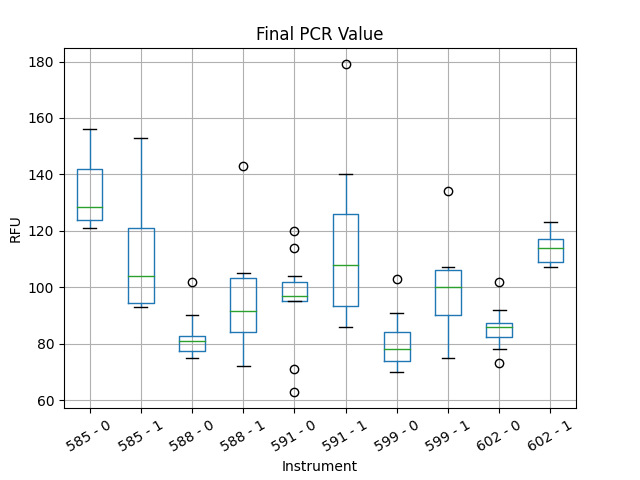 Final PCR Value
RFU
180
160
140
120
100
80
60
585 - 0
585 - 1
588 - 0
588 - 1
591 - 0
591 - 1
599 - 0
599 - 1
602 - 0
602 - 1
Instrument